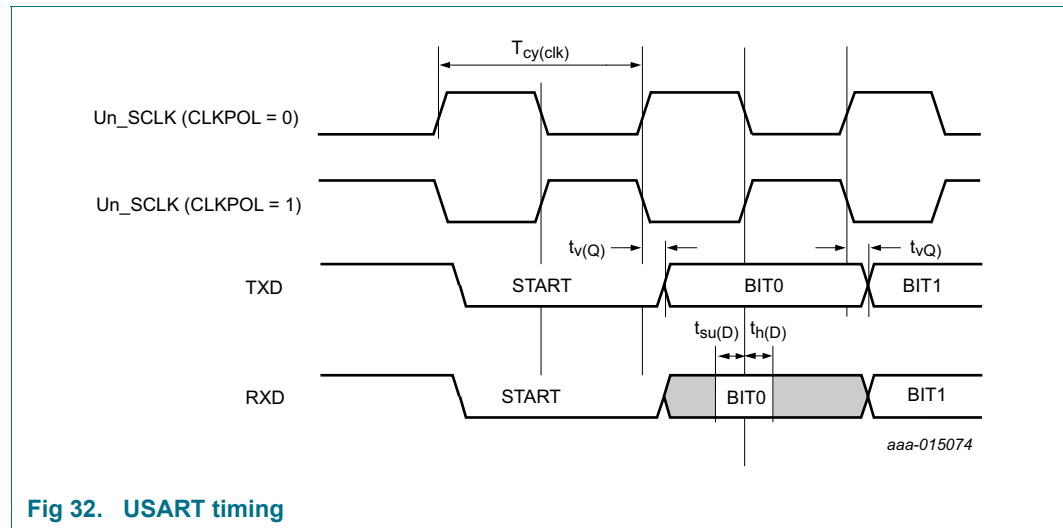 Tcy(clk)
Un_SCLK (CLKPOL = 0)
Un_SCLK (CLKPOL = 1)
tv(Q)
tvQ)
TXD
START
BIT0
BIT1
tsu(D)
th(D)
RXD
START
BIT0
BIT1
aaa-015074
Fig 32. USART timing